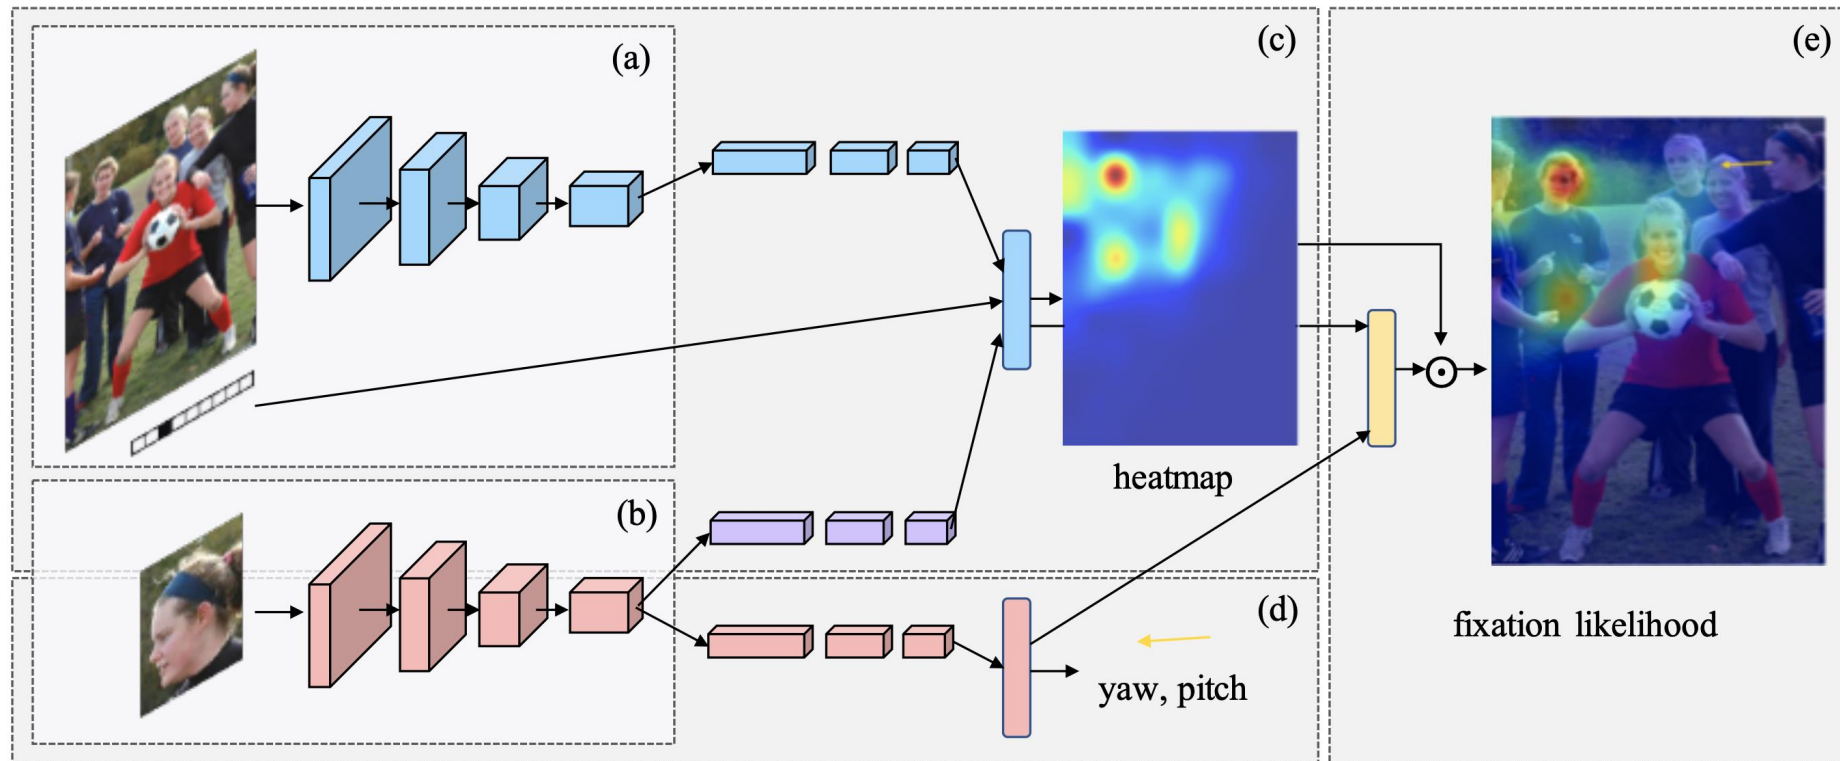 (a)
(c)
(e)
heatmap
(b)
(d)
fixation likelihood
yaw, pitch